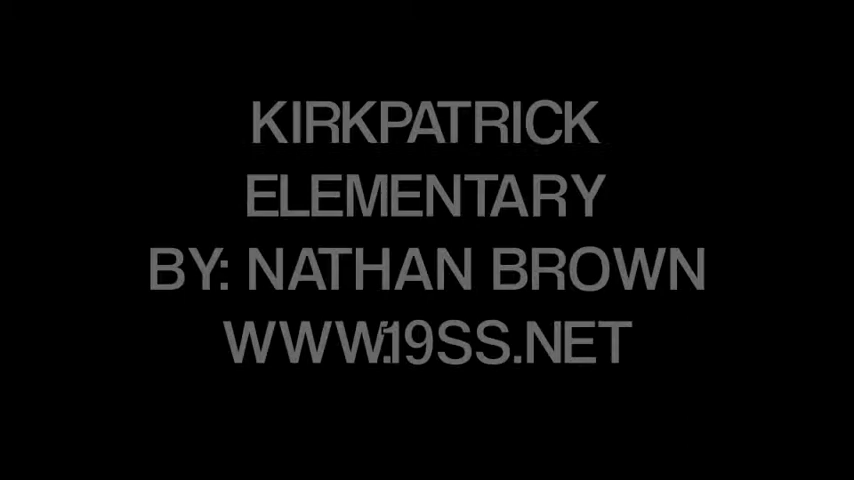 KIRKPATRICK
ELEMENTARY
BY: NATHAN BROWN
WWW.19SS.NET